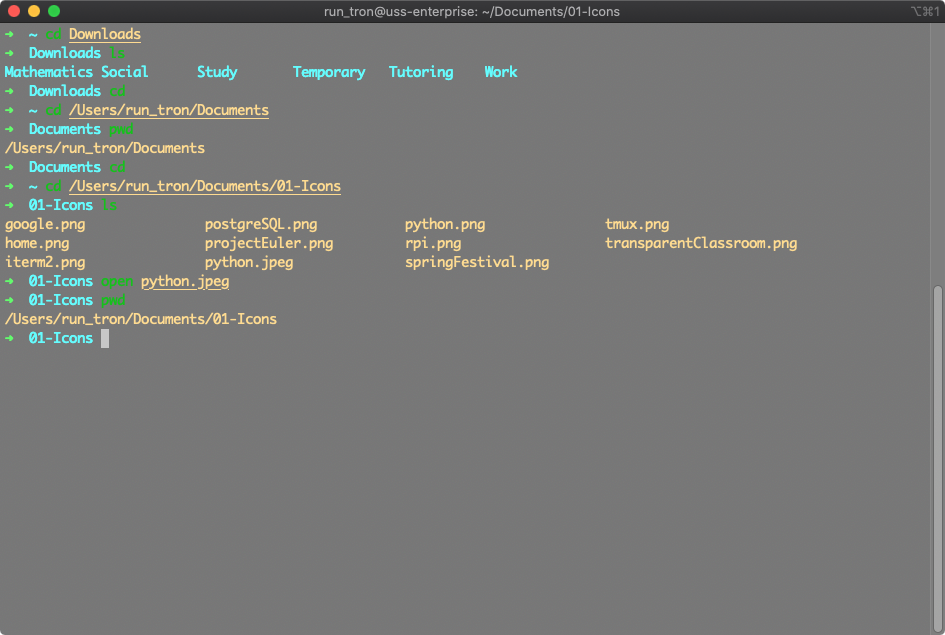 run_tron@uss-enterprise: ~/Documents/01-Icons ⌥⌘1
➜ ~ cd Downloads
➜ Downloads ls
Mathematics Social Study Temporary Tutoring Work
➜ Downloads cd
➜ ~ cd /Users/run_tron/Documents
➜ Documents pwd
/Users/run_tron/Documents
➜ Documents cd
➜ ~ cd /Users/run_tron/Documents/01-Icons
➜ 01-Icons ls
google.png postgreSQL.png python.png tmux.png
home.png projectEuler.png rpi.png transparentClassroom.png
iterm2.png python.jpeg springFestival.png
➜ 01-Icons open python.jpeg
➜ 01-Icons pwd
/Users/run_tron/Documents/01-Icons
➜ 01-Icons